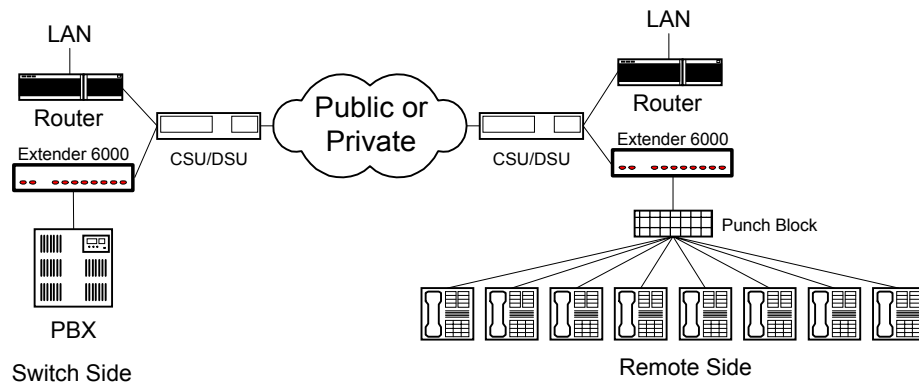 LAN
Router
Extender 6000
CSU/DSU
PBX
Switch Side
Public or
Private
CSU/DSU
LAN
Router
Extender 6000
Punch Block
Remote Side